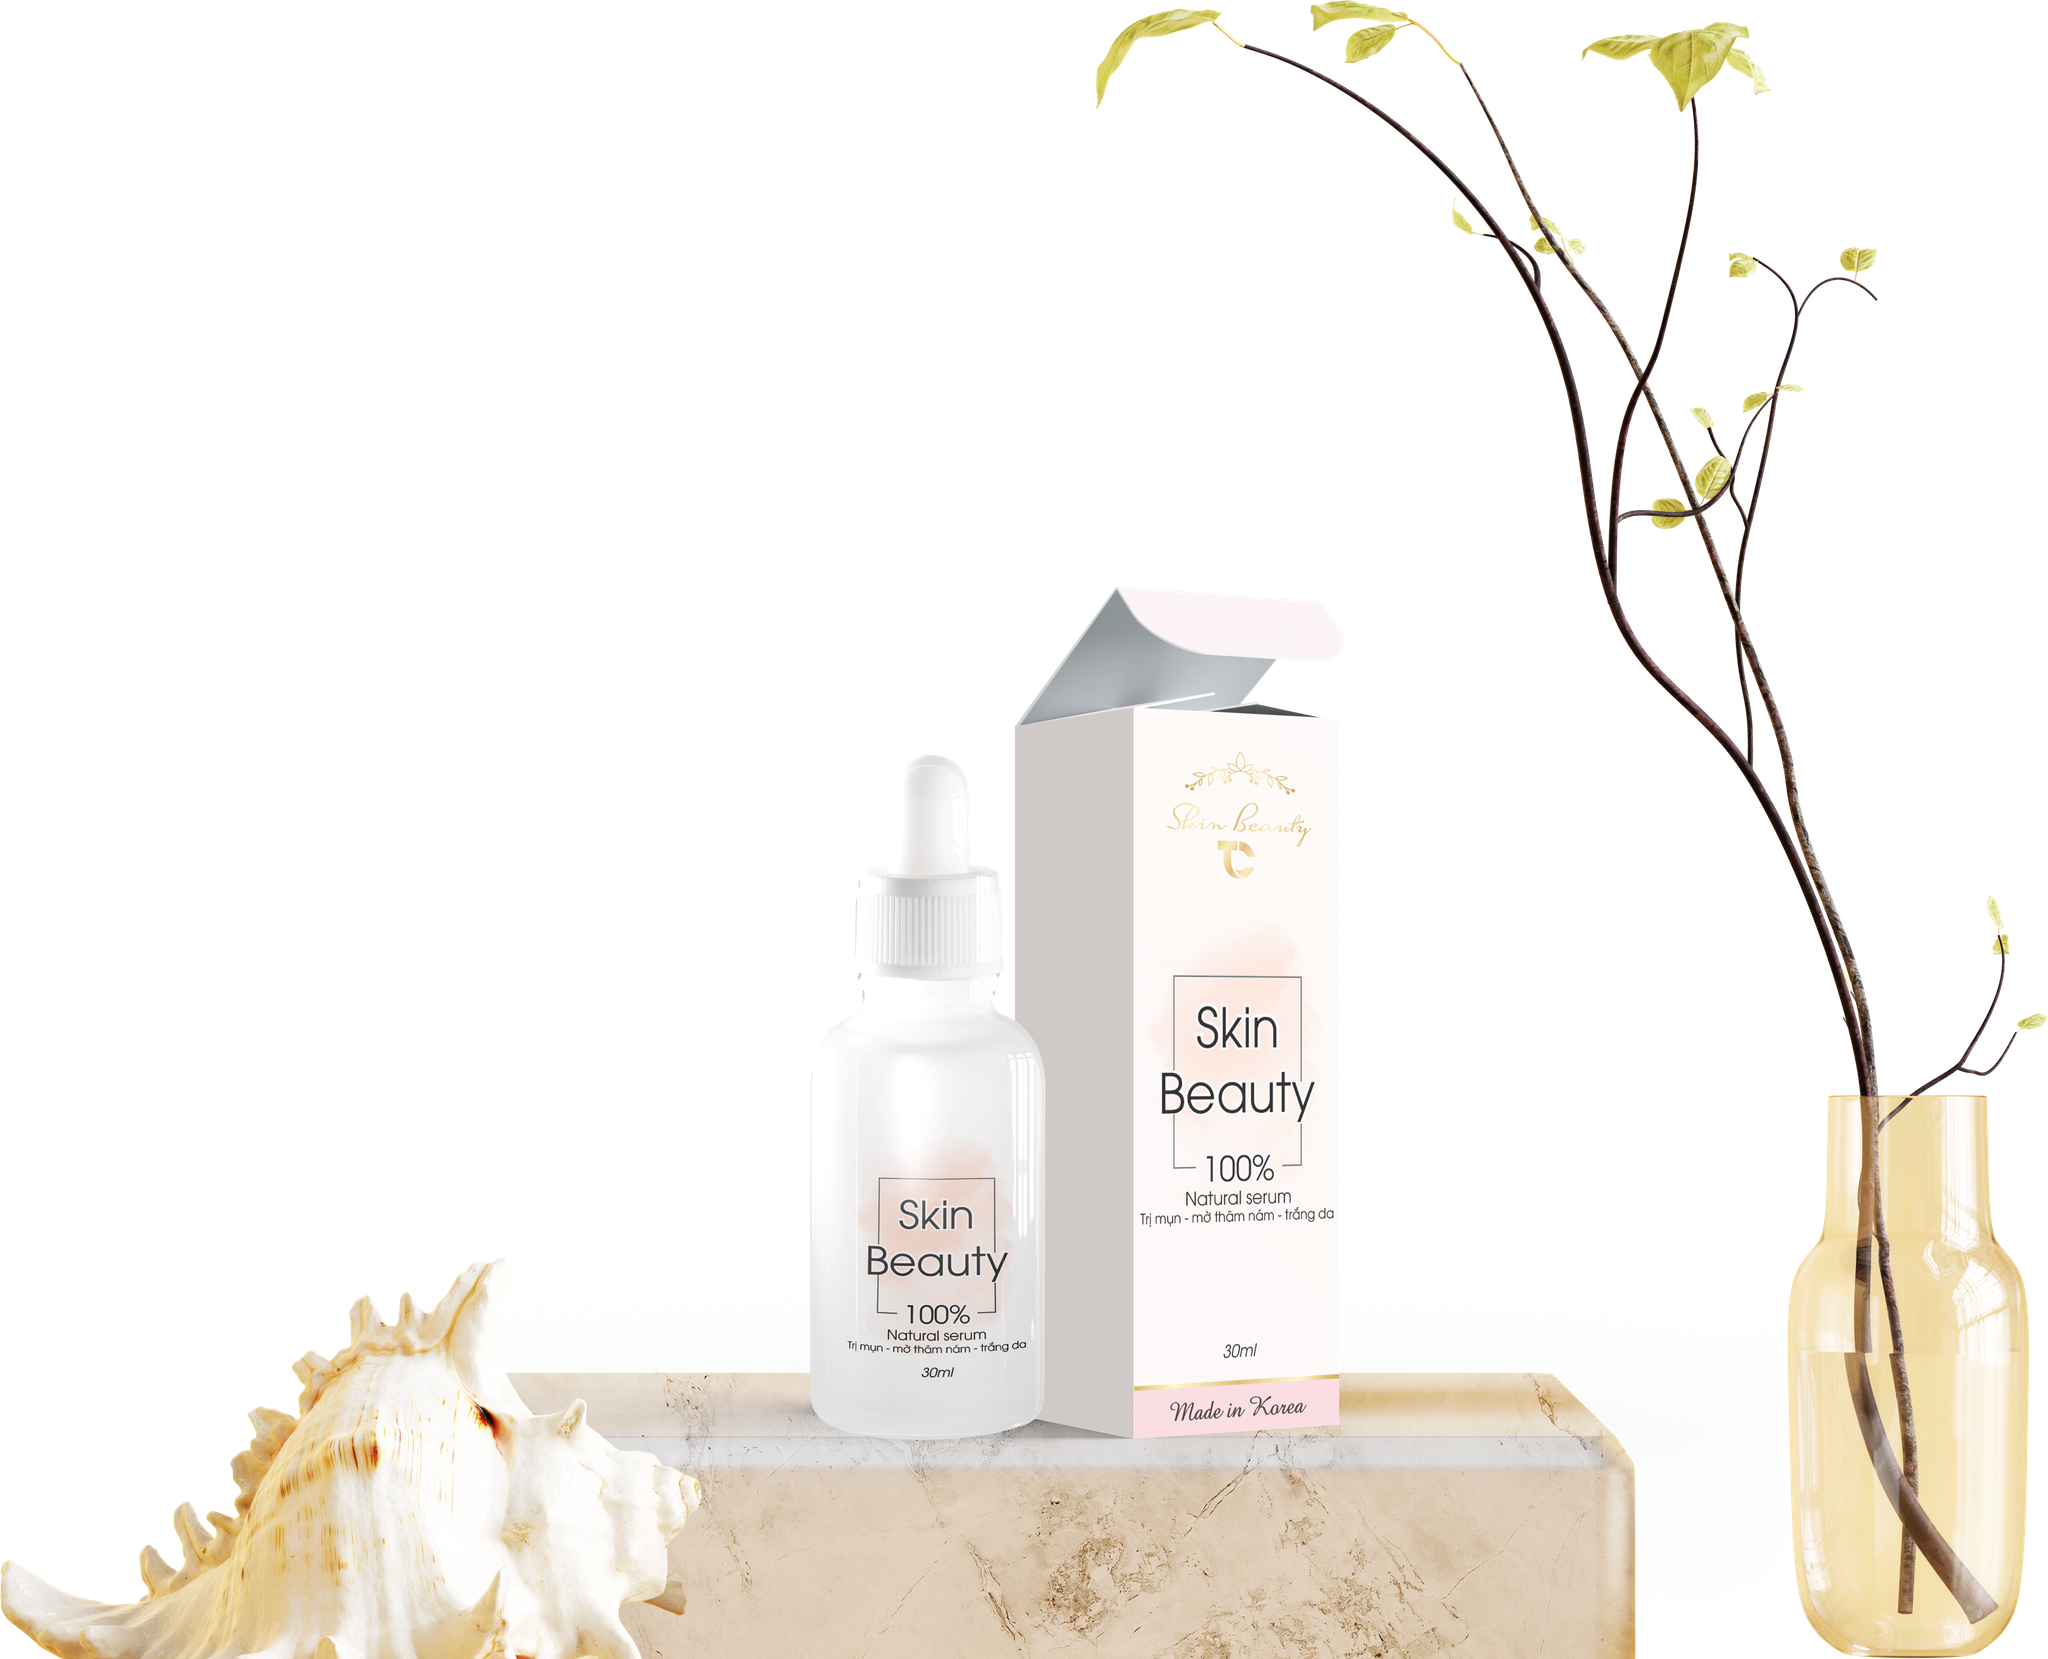 Skin Beauty
TC
Skin
Beauty
100%
Natural serum
Trị mụn - mờ thâm nám - trắng da
30ml
Made in Korea
Skin
Beauty
100%
Natural serum
Trị mụn - mờ thâm nám - trắng da
30ml